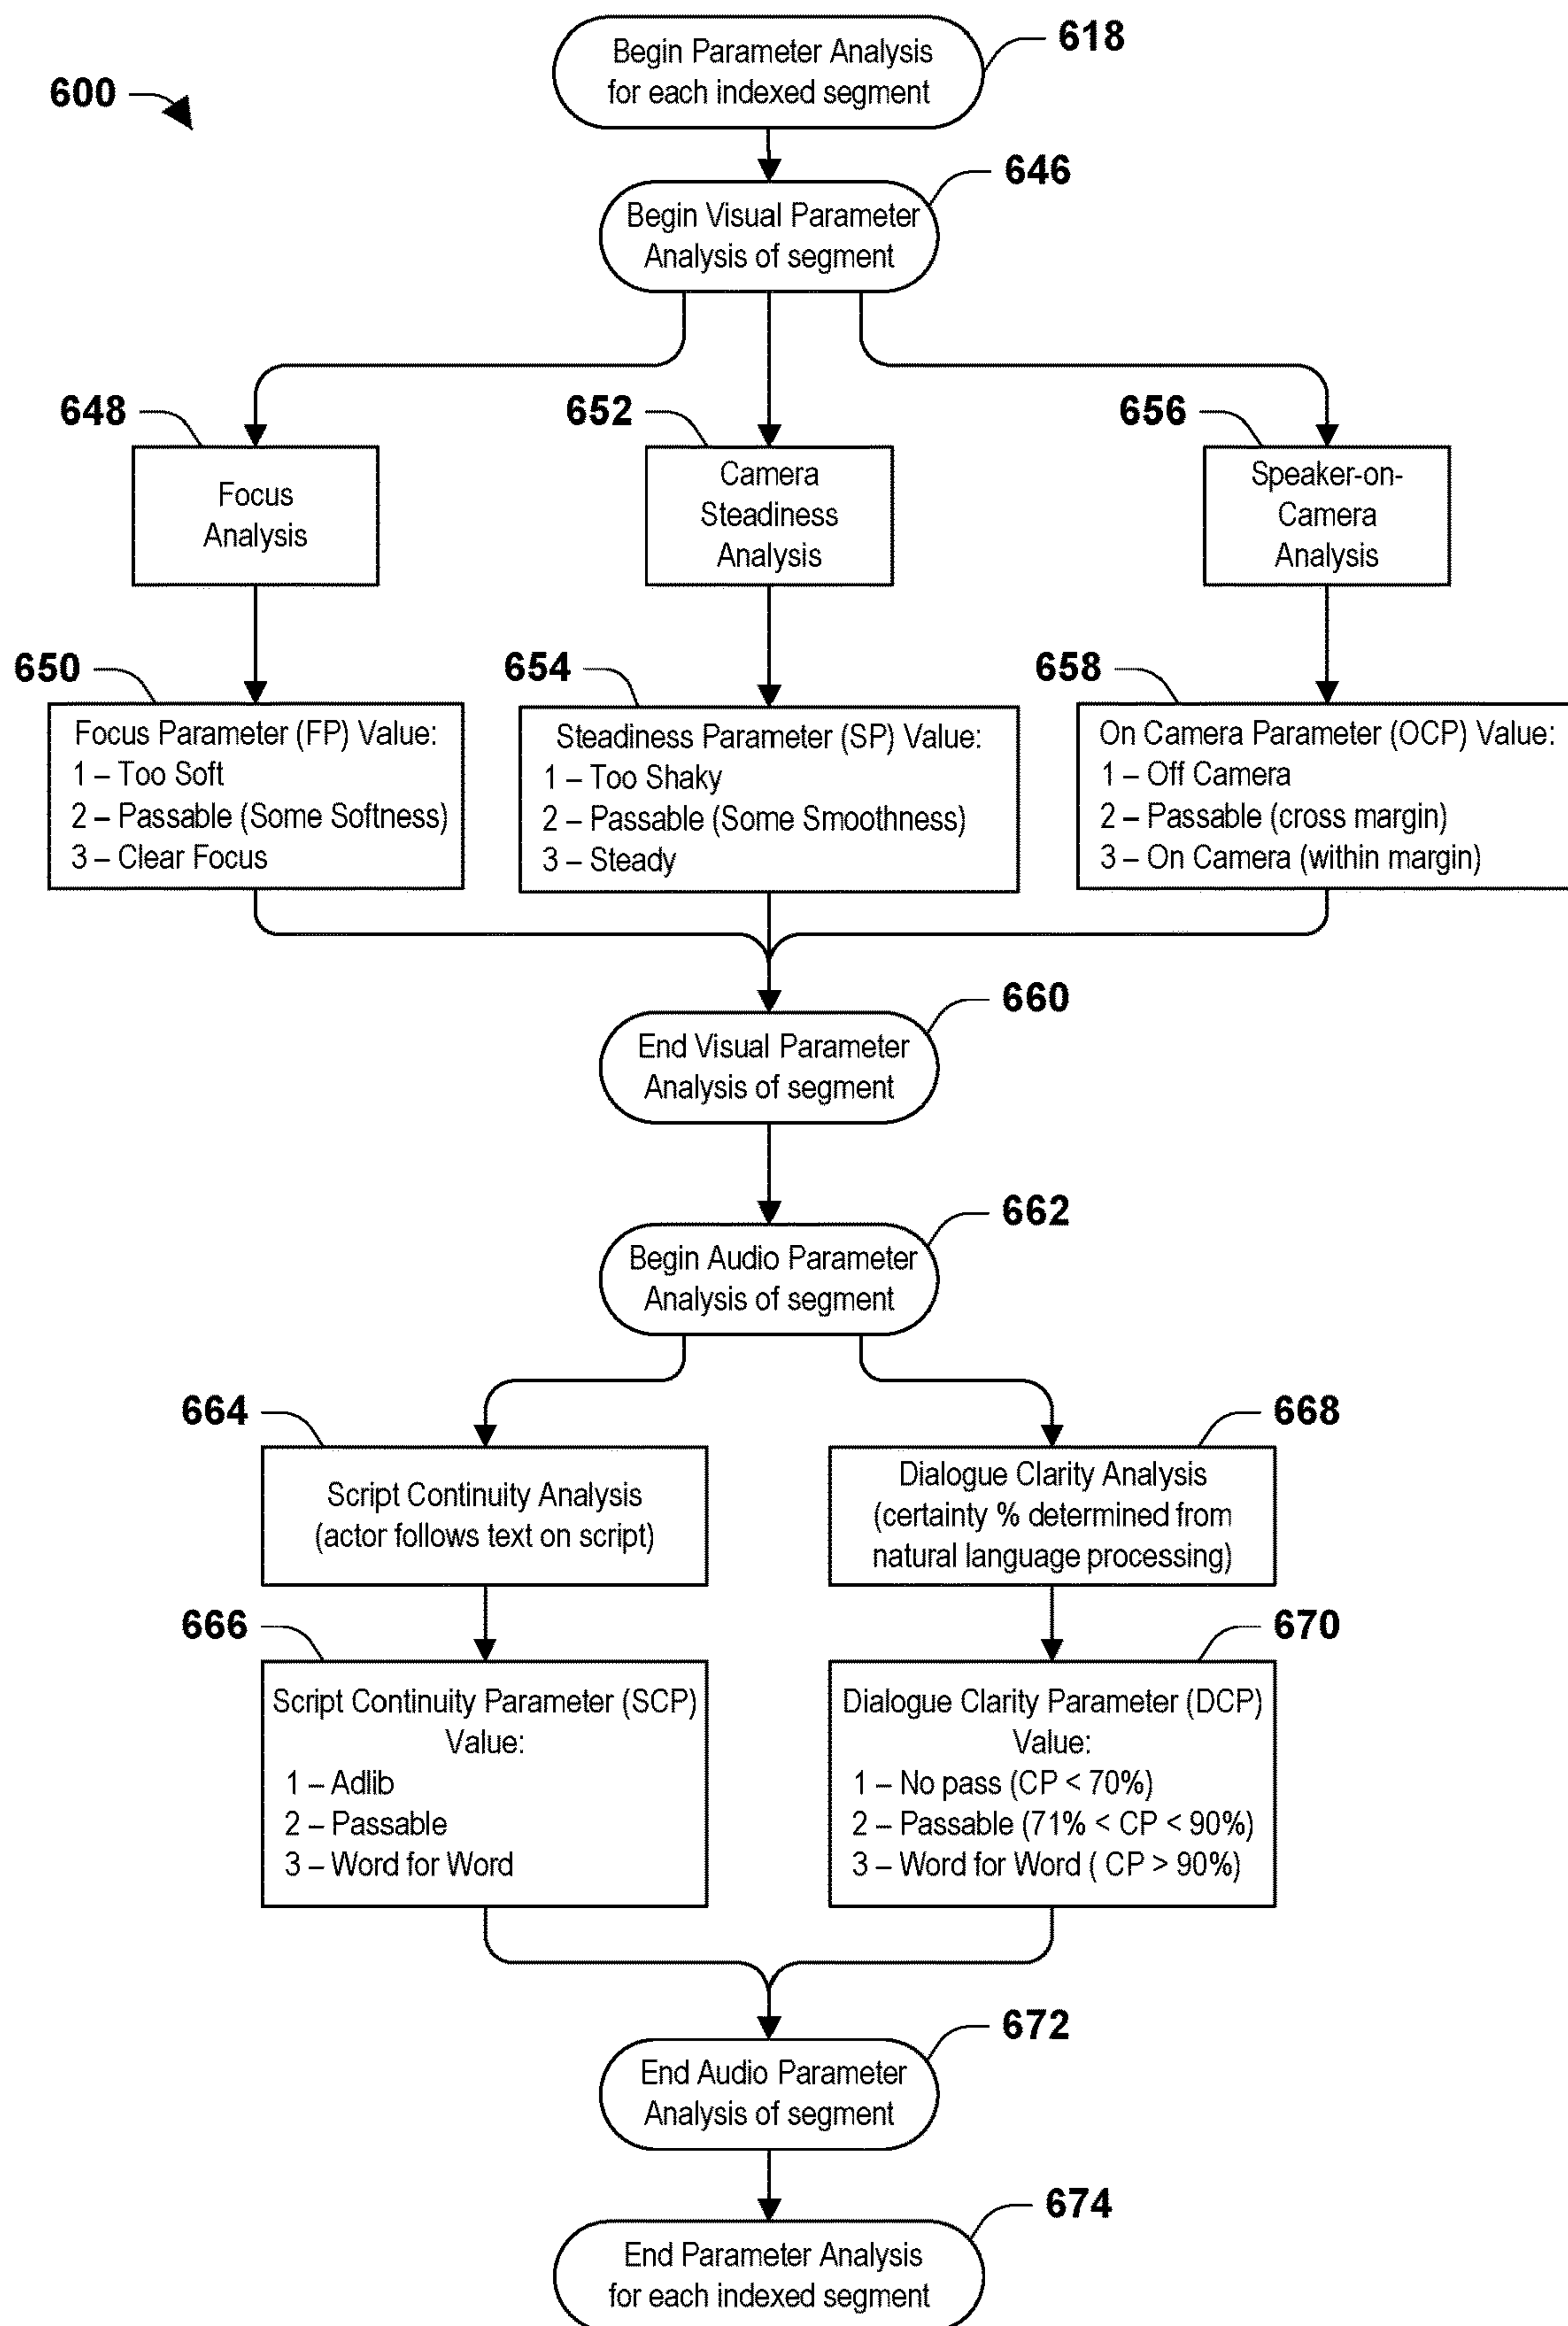 618
Begin Parameter Analysis
for each indexed segment
600
646
Begin Visual Parameter
Analysis of segment
648
Focus
Analysis
652
Camera
Steadiness
Analysis
656
Speaker-on-
Camera
Analysis
650
Focus Parameter (FP) Value:
1 – Too Soft
2 – Passable (Some Softness)
3 – Clear Focus
654
Steadiness Parameter (SP) Value:
1 – Too Shaky
2 – Passable (Some Smoothness)
3 – Steady
658
On Camera Parameter (OCP) Value:
1 – Off Camera
2 – Passable (cross margin)
3 – On Camera (within margin)
660
End Visual Parameter
Analysis of segment
662
Begin Audio Parameter
Analysis of segment
664
Script Continuity Analysis
(actor follows text on script)
668
Dialogue Clarity Analysis
(certainty % determined from
natural language processing)
666
Script Continuity Parameter (SCP)
Value:
1 – Adlib
2 – Passable
3 – Word for Word
670
Dialogue Clarity Parameter (DCP)
Value:
1 – No pass (CP < 70%)
2 – Passable (71% < CP < 90%)
3 – Word for Word ( CP > 90%)
672
End Audio Parameter
Analysis of segment
674
End Parameter Analysis
for each indexed segment